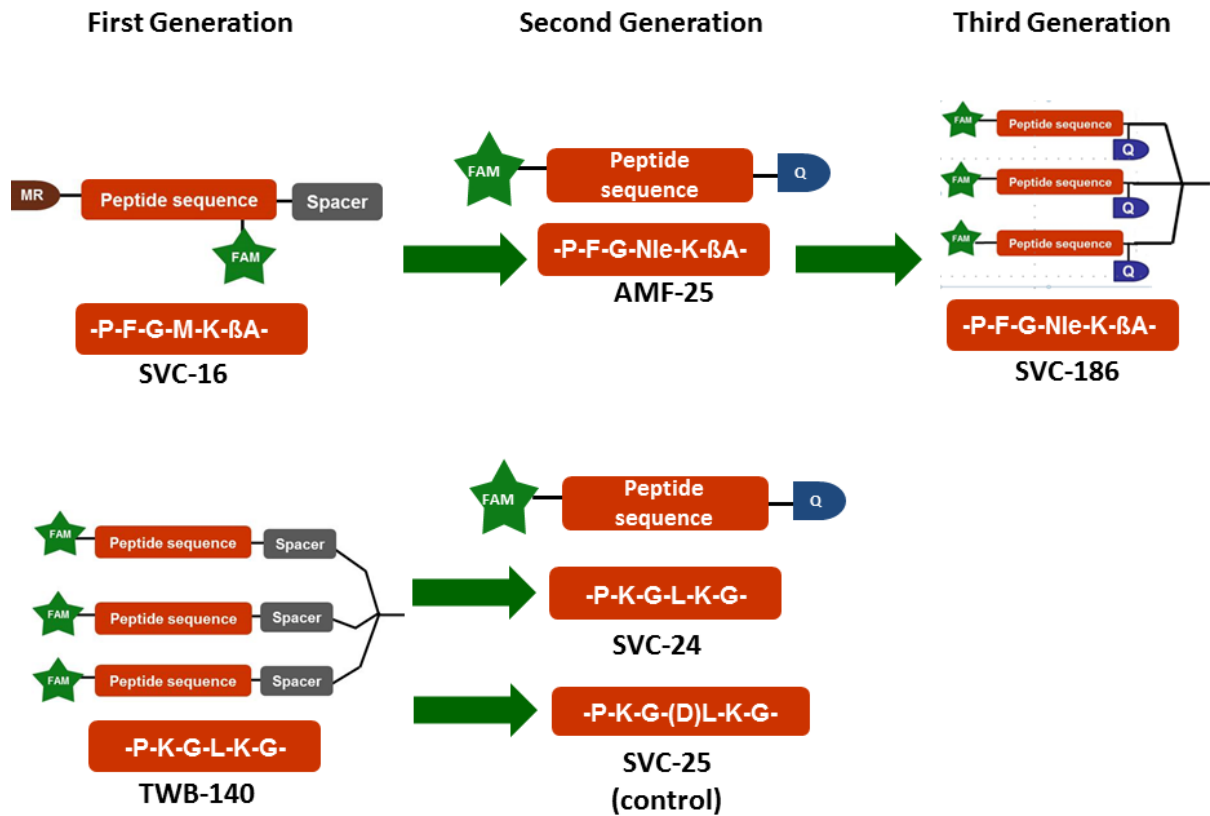 First Generation
Second Generation
Third Generation
MR
Peptide sequence
Spacer
FAM
-P-F-G-M-K-ßA-
SVC-16
FAM
Peptide
sequence
Q
-P-F-G-Nle-K-ßA-
AMF-25
FAM
Peptide sequence
Q
FAM
Peptide sequence
Q
FAM
Peptide sequence
Q
-P-F-G-Nle-K-ßA-
SVC-186
FAM
Peptide sequence
Spacer
FAM
Peptide sequence
Spacer
FAM
Peptide sequence
Spacer
-P-K-G-L-K-G-
TWB-140
FAM
Peptide
sequence
Q
-P-K-G-L-K-G-
SVC-24
-P-K-G-(D)L-K-G-
SVC-25
(control)